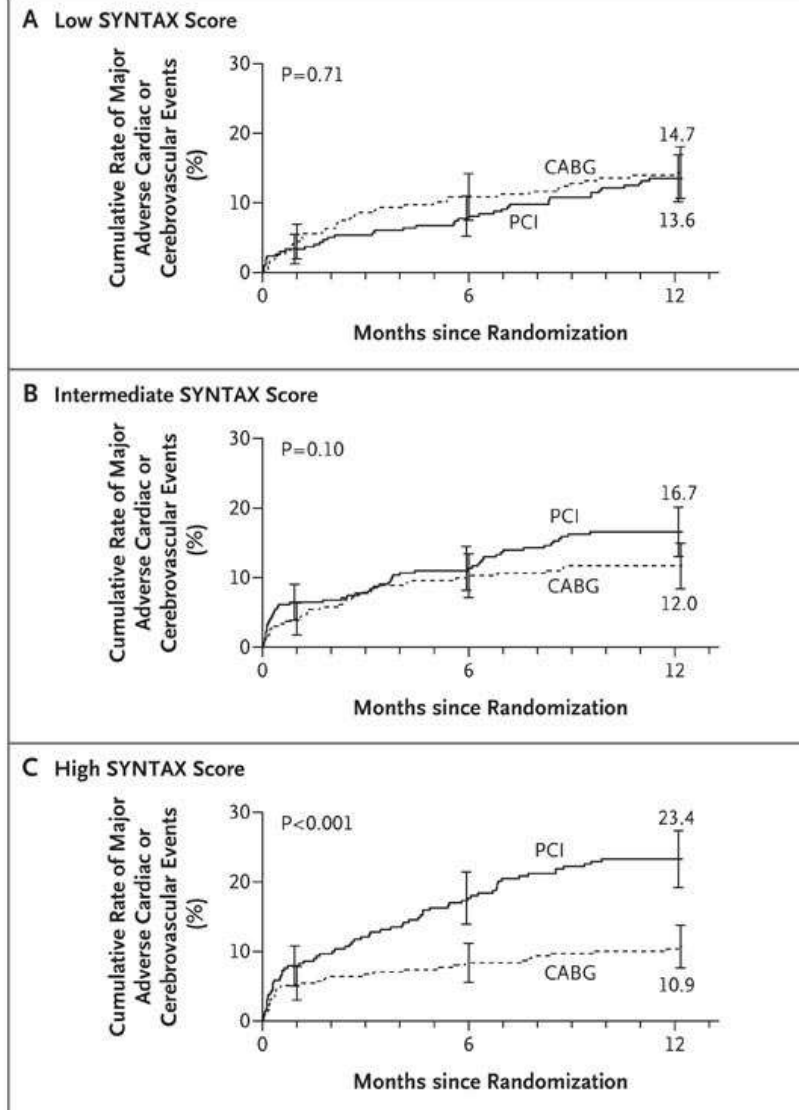 A Low SYNTAX Score
Cumulative Rate of Major
Adverse Cardiac or
Cerebrovascular Events
(%)
30
20
10
0
P=0.71
CABG
PCI
14.7
13.6
0
6
12
Months since Randomization
B Intermediate SYNTAX Score
Cumulative Rate of Major
Adverse Cardiac or
Cerebrovascular Events
(%)
30
20
10
0
P=0.10
PCI
CABG
16.7
12.0
0
6
12
Months since Randomization
C High SYNTAX Score
Cumulative Rate of Major
Adverse Cardiac or
Cerebrovascular Events
(%)
30
20
10
0
P<0.001
PCI
CABG
23.4
10.9
0
6
12
Months since Randomization